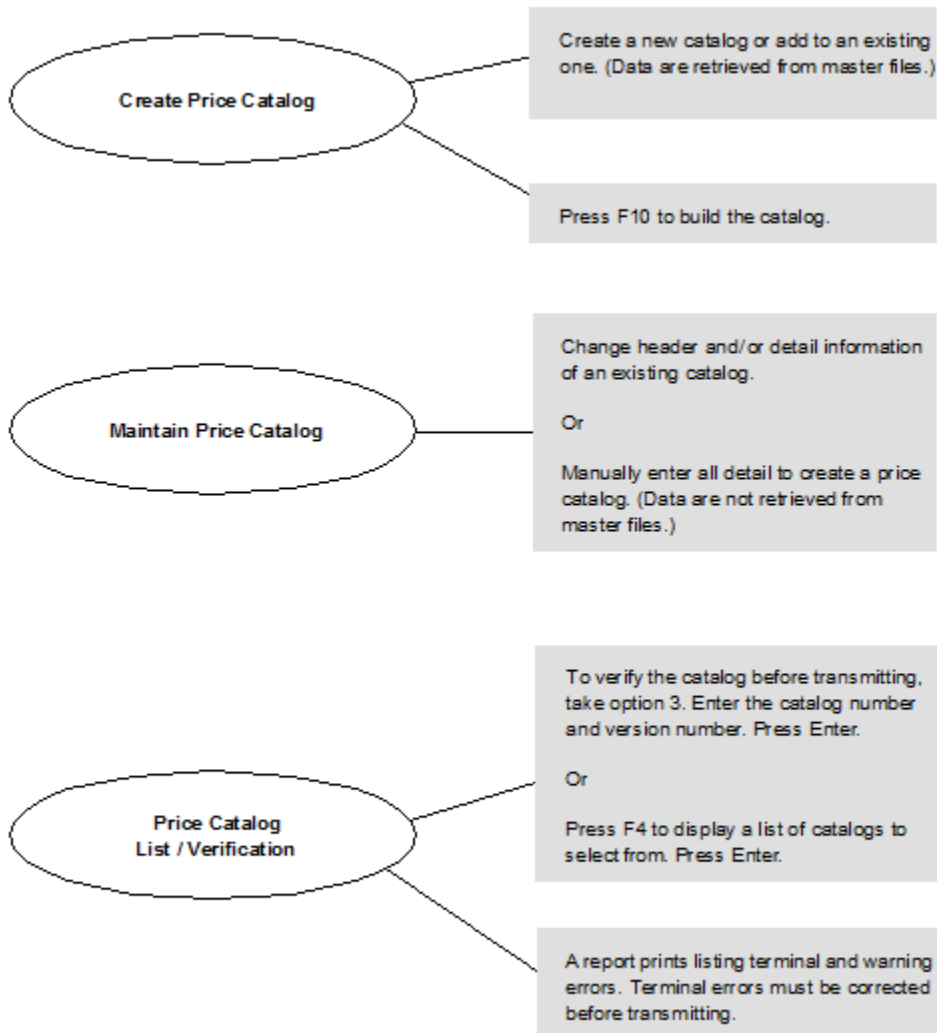 Create Price Catalog
Create a new catalog or add to an existing
one. (Data are retrieved from master files.)
Press F10 to build the catalog.
Maintain Price Catalog
Change header and/or detail information
of an existing catalog.
Or
Manually enter all detail to create a price
catalog. (Data are not retrieved from
master files.)
Price Catalog
List / Verification
To verify the catalog before transmitting,
take option 3. Enter the catalog number
and version number. Press Enter.
Or
Press F4 to display a list of catalogs to
select from. Press Enter.
A report prints listing terminal and warning
errors. Terminal errors must be corrected
before transmitting.